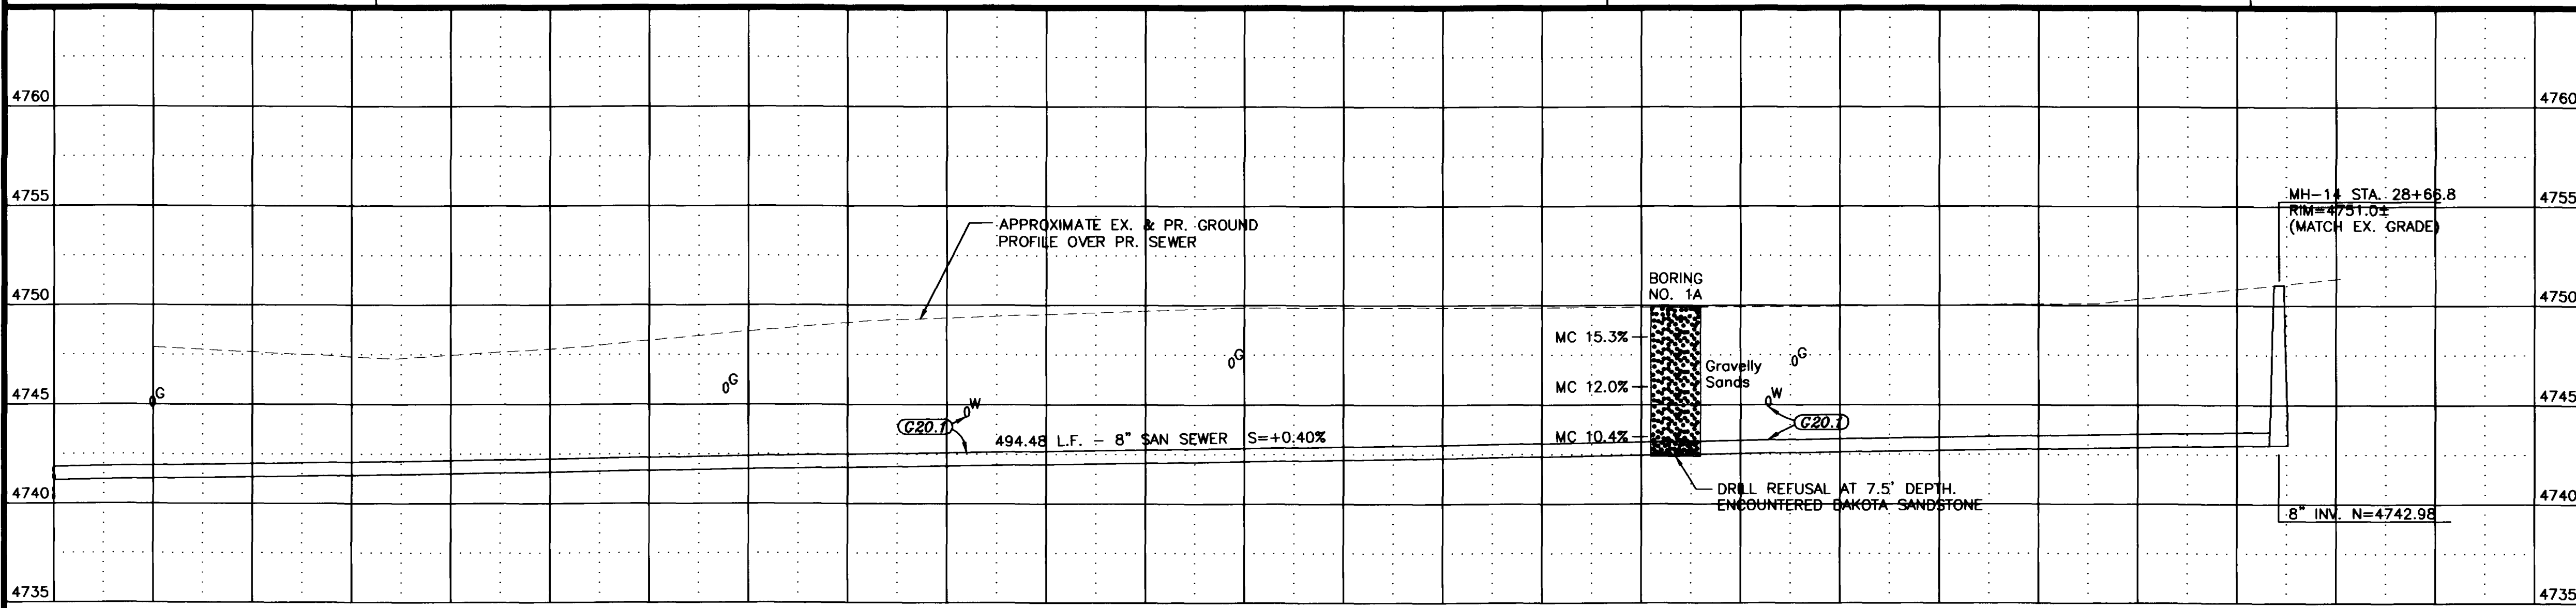 4760
4760
4755
4755
MH-14 STA. 28+66.8
RIM=4751.0±
(MATCH EX. GRADE)
APPROXIMATE EX. & PR. GROUND
PROFILE OVER PR. SEWER
BORING
NO. 1A
4750
4750
MC 15.3%
G
G
Gravelly
Sands
G
MC 12.0%
G
W
W
4745
4745
G20.1
G20.1
494.48 L.F. - 8" SAN SEWER S=+0.40%
MC 10.4%
DRILL REFUSAL AT 7.5' DEPTH.
ENCOUNTERED DAKOTA SANDSTONE
4740
4740
8" INV. N=4742.98
4735
4735